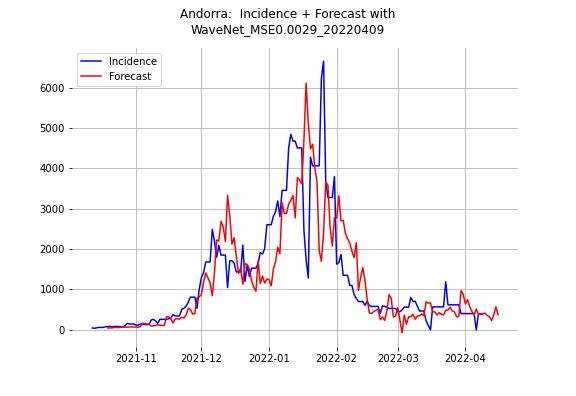 Andorra:  Incidence + Forecast with
WaveNet_MSE0.0029_20220409
Incidence
Forecast
6000
5000
4000
3000
2000
1000
0
2021-11 2021-12 2022-01 2022-02 2022-03 2022-04